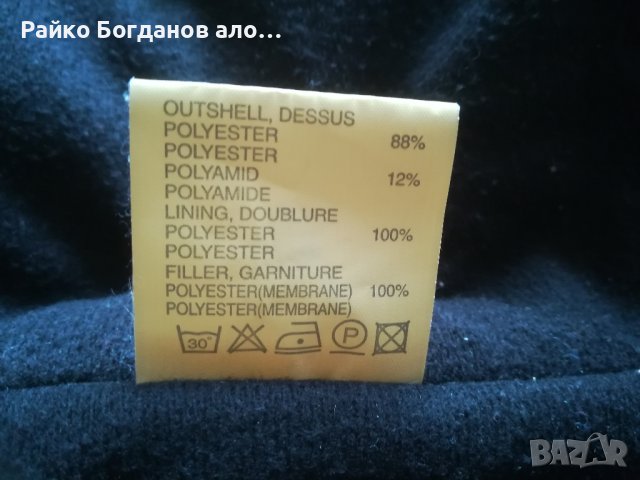 Райко Богданов ало...
OUTSHELL, DESSUS
POLYESTER 88%
POLYESTER
POLYAMID 12%
POLYAMIDE
LINING, DOUBLURE
POLYESTER 100%
POLYESTER
FILLER, GARNITURE
POLYESTER(MEMBRANE) 100%
POLYESTER(MEMBRANE)
30° P
BAZAR